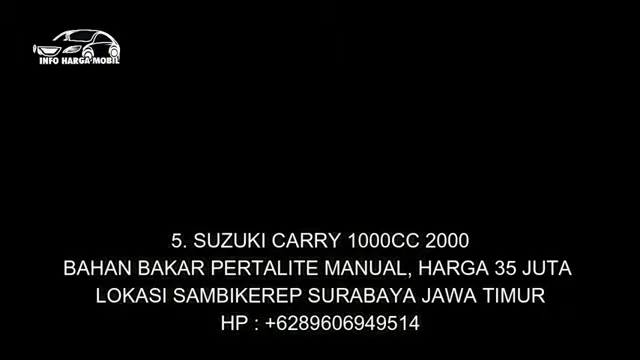 INFO HARGA MOBIL
5. SUZUKI CARRY 1000CC 2000
BAHAN BAKAR PERTALITE MANUAL, HARGA 35 JUTA
LOKASI SAMBIKEREP SURABAYA JAWA TIMUR
HP : +6289606949514